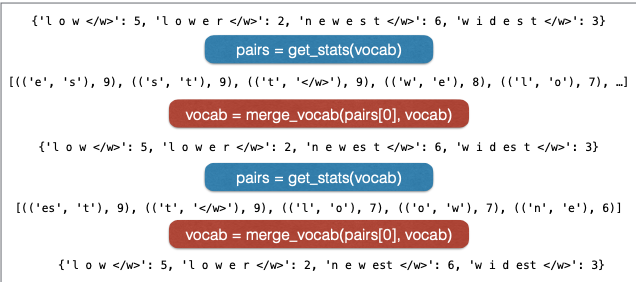 {'l o w </w>': 5, 'l o w e r </w>': 2, 'n e w e s t </w>': 6, 'w i d e s t </w>': 3}
pairs = get_stats(vocab)
[(('e', 's'), 9), (('s', 't'), 9), (('t', '</w>'), 9), (('w', 'e'), 8), (('l', 'o'), 7), …]
vocab = merge_vocab(pairs[0], vocab)
{'l o w </w>': 5, 'l o w e r </w>': 2, 'n e w es t </w>': 6, 'w i d es t </w>': 3}
pairs = get_stats(vocab)
[(('es', 't'), 9), (('t', '</w>'), 9), (('l', 'o'), 7), (('o', 'w'), 7), (('n', 'e'), 6)]
vocab = merge_vocab(pairs[0], vocab)
{'l o w </w>': 5, 'l o w e r </w>': 2, 'n e w est </w>': 6, 'w i d est </w>': 3}